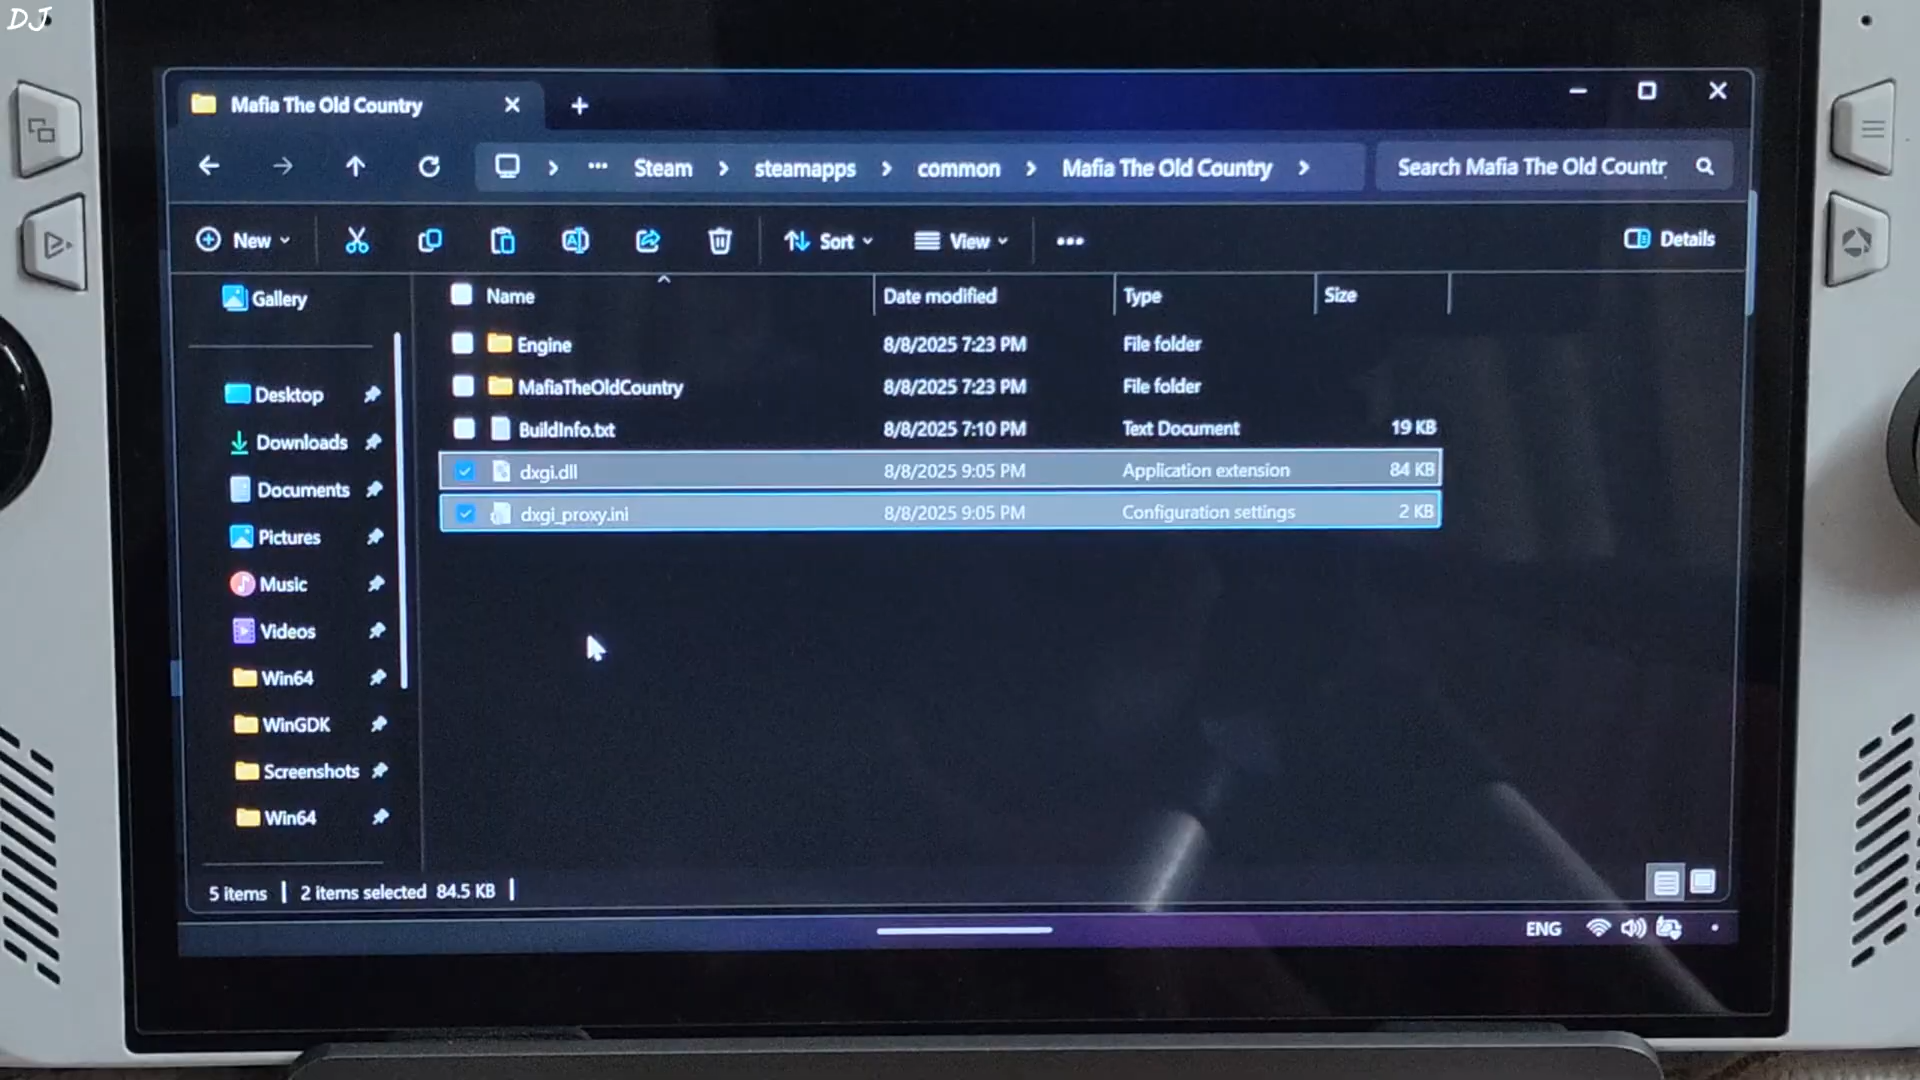 DJ
Mafia The Old Country
Steam steamapps common Mafia The Old Country
Search Mafia The Old Countr
New
Sort
View
Details
Gallery
Name Date modified Type Size
Engine 8/8/2025 7:23 PM File folder
MafiaTheOldCountry 8/8/2025 7:23 PM File folder
BuildInfo.txt 8/8/2025 7:10 PM Text Document 19 KB
dxgi.dll 8/8/2025 9:05 PM Application extension 84 KB
dxgi_proxy.ini 8/8/2025 9:05 PM Configuration settings 2 KB
Desktop
Downloads
Documents
Pictures
Music
Videos
Win64
WinGDK
Screenshots
Win64
5 items 2 items selected 84.5 KB
ENG